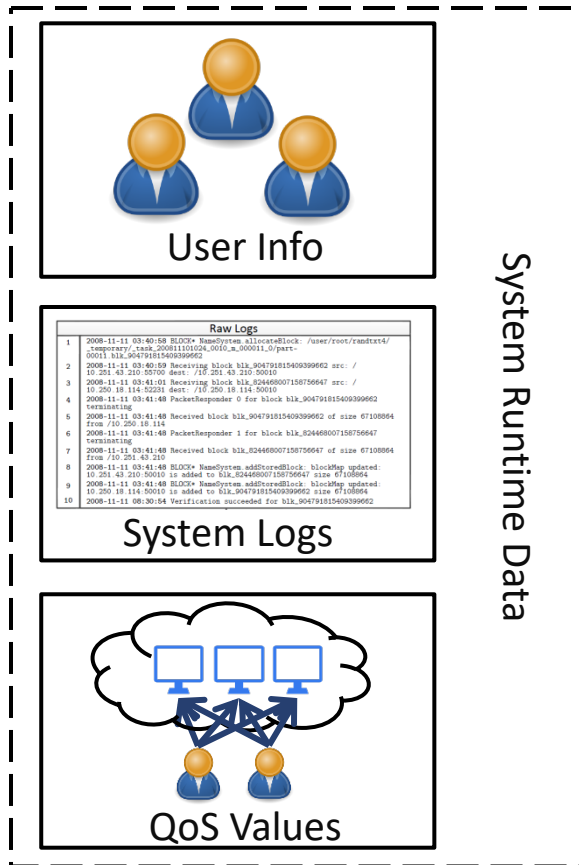 User Info
Raw Logs
1 2008-11-11 03:40:58 BLOCK* NameSystem.allocateBlock: /user/root/randtxt4/
_temporary/_task_200811101024_0010_m_000011_0/part-
00011.blk_904791815409399662
2 2008-11-11 03:40:59 Receiving block blk_904791815409399662 src: /
10.251.43.210:55700 dest: /10.251.43.210:50010
3 2008-11-11 03:41:01 Receiving block blk_824468007158756647 src: /
10.250.18.114:52231 dest: /10.250.18.114:50010
4 2008-11-11 03:41:48 PacketResponder 0 for block blk_904791815409399662
terminating
5 2008-11-11 03:41:48 Received block blk_904791815409399662 of size 67108864
from /10.250.18.114
6 2008-11-11 03:41:48 PacketResponder 1 for block blk_824468007158756647
terminating
7 2008-11-11 03:41:48 Received block blk_824468007158756647 of size 67108864
from /10.251.43.210
8 2008-11-11 03:41:48 BLOCK* NameSystem.addStoredBlock: blockMap updated:
10.251.43.210:50010 is added to blk_824468007158756647 size 67108864
9 2008-11-11 03:41:48 BLOCK* NameSystem.addStoredBlock: blockMap updated:
10.250.18.114:50010 is added to blk_904791815409399662 size 67108864
10 2008-11-11 08:30:54 Verification succeeded for blk_904791815409399662
System Logs
QoS Values
System Runtime Data